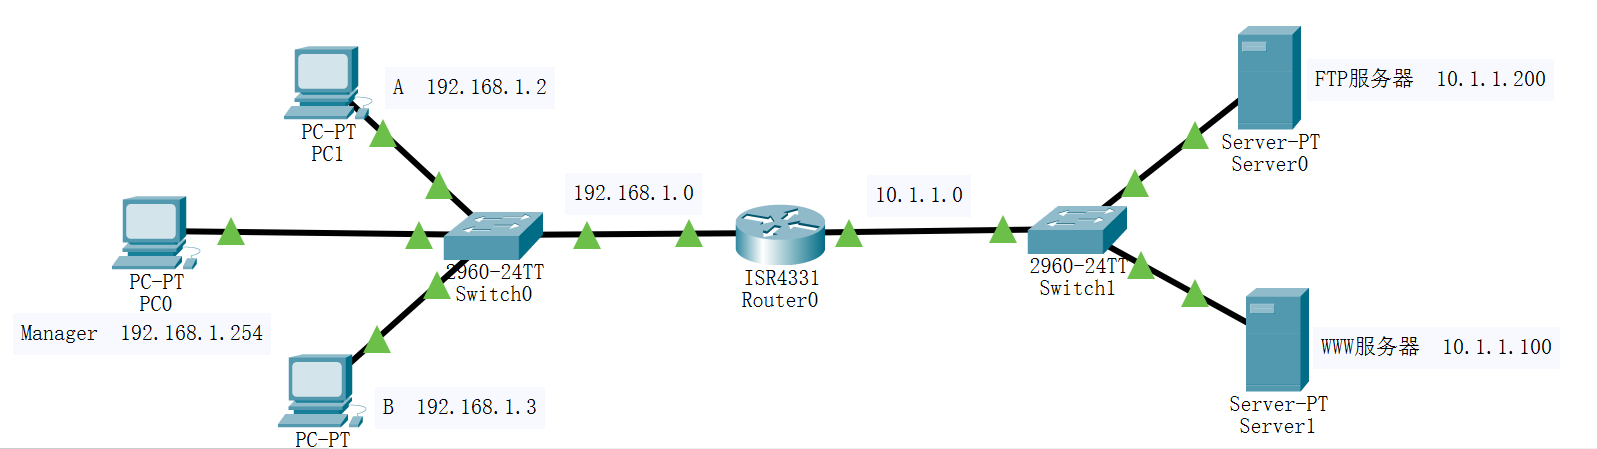 A 192.168.1.2
PC-PT
PC1
PC-PT
PC0
Manager 192.168.1.254
B 192.168.1.3
PC-PT
192.168.1.0
2960-24TT
Switch0
ISR4331
Router0
10.1.1.0
2960-24TT
Switch1
FTP服务器 10.1.1.200
Server-PT
Server0
WWW服务器 10.1.1.100
Server-PT
Server1